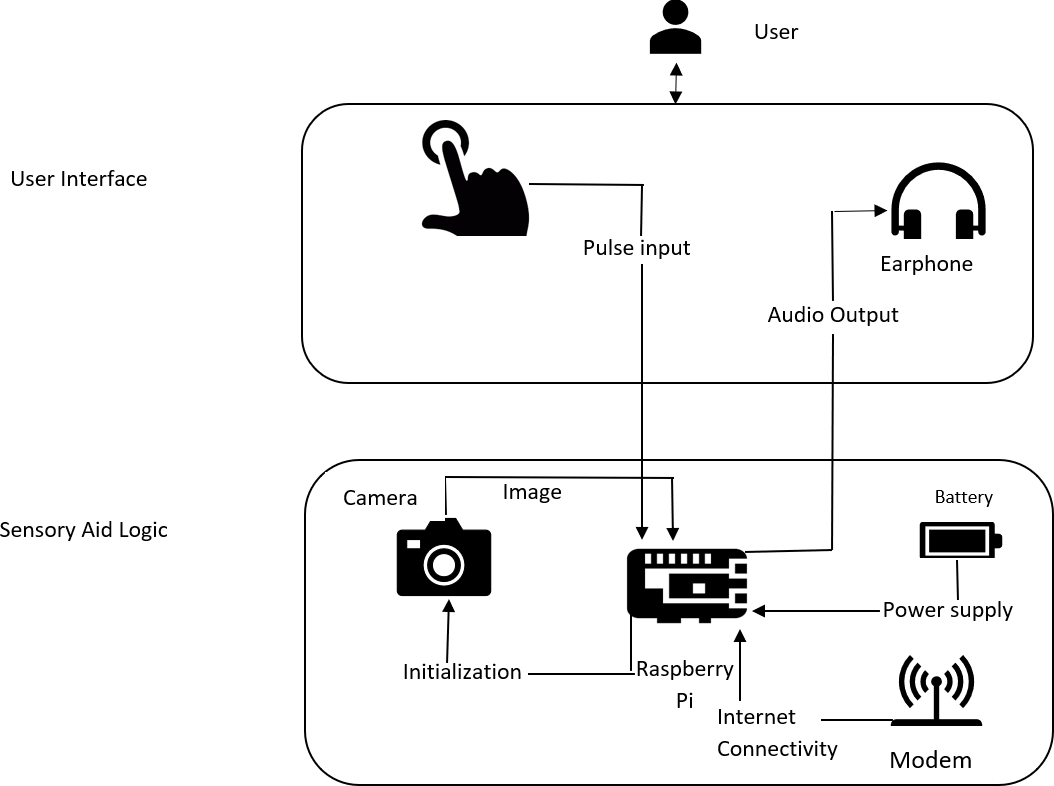 User
User Interface
Pulse input
Earphone
Audio Output
Camera
Image
Battery
Sensory Aid Logic
Power supply
Initialization
Raspberry
Pi
Internet
Connectivity
Modem